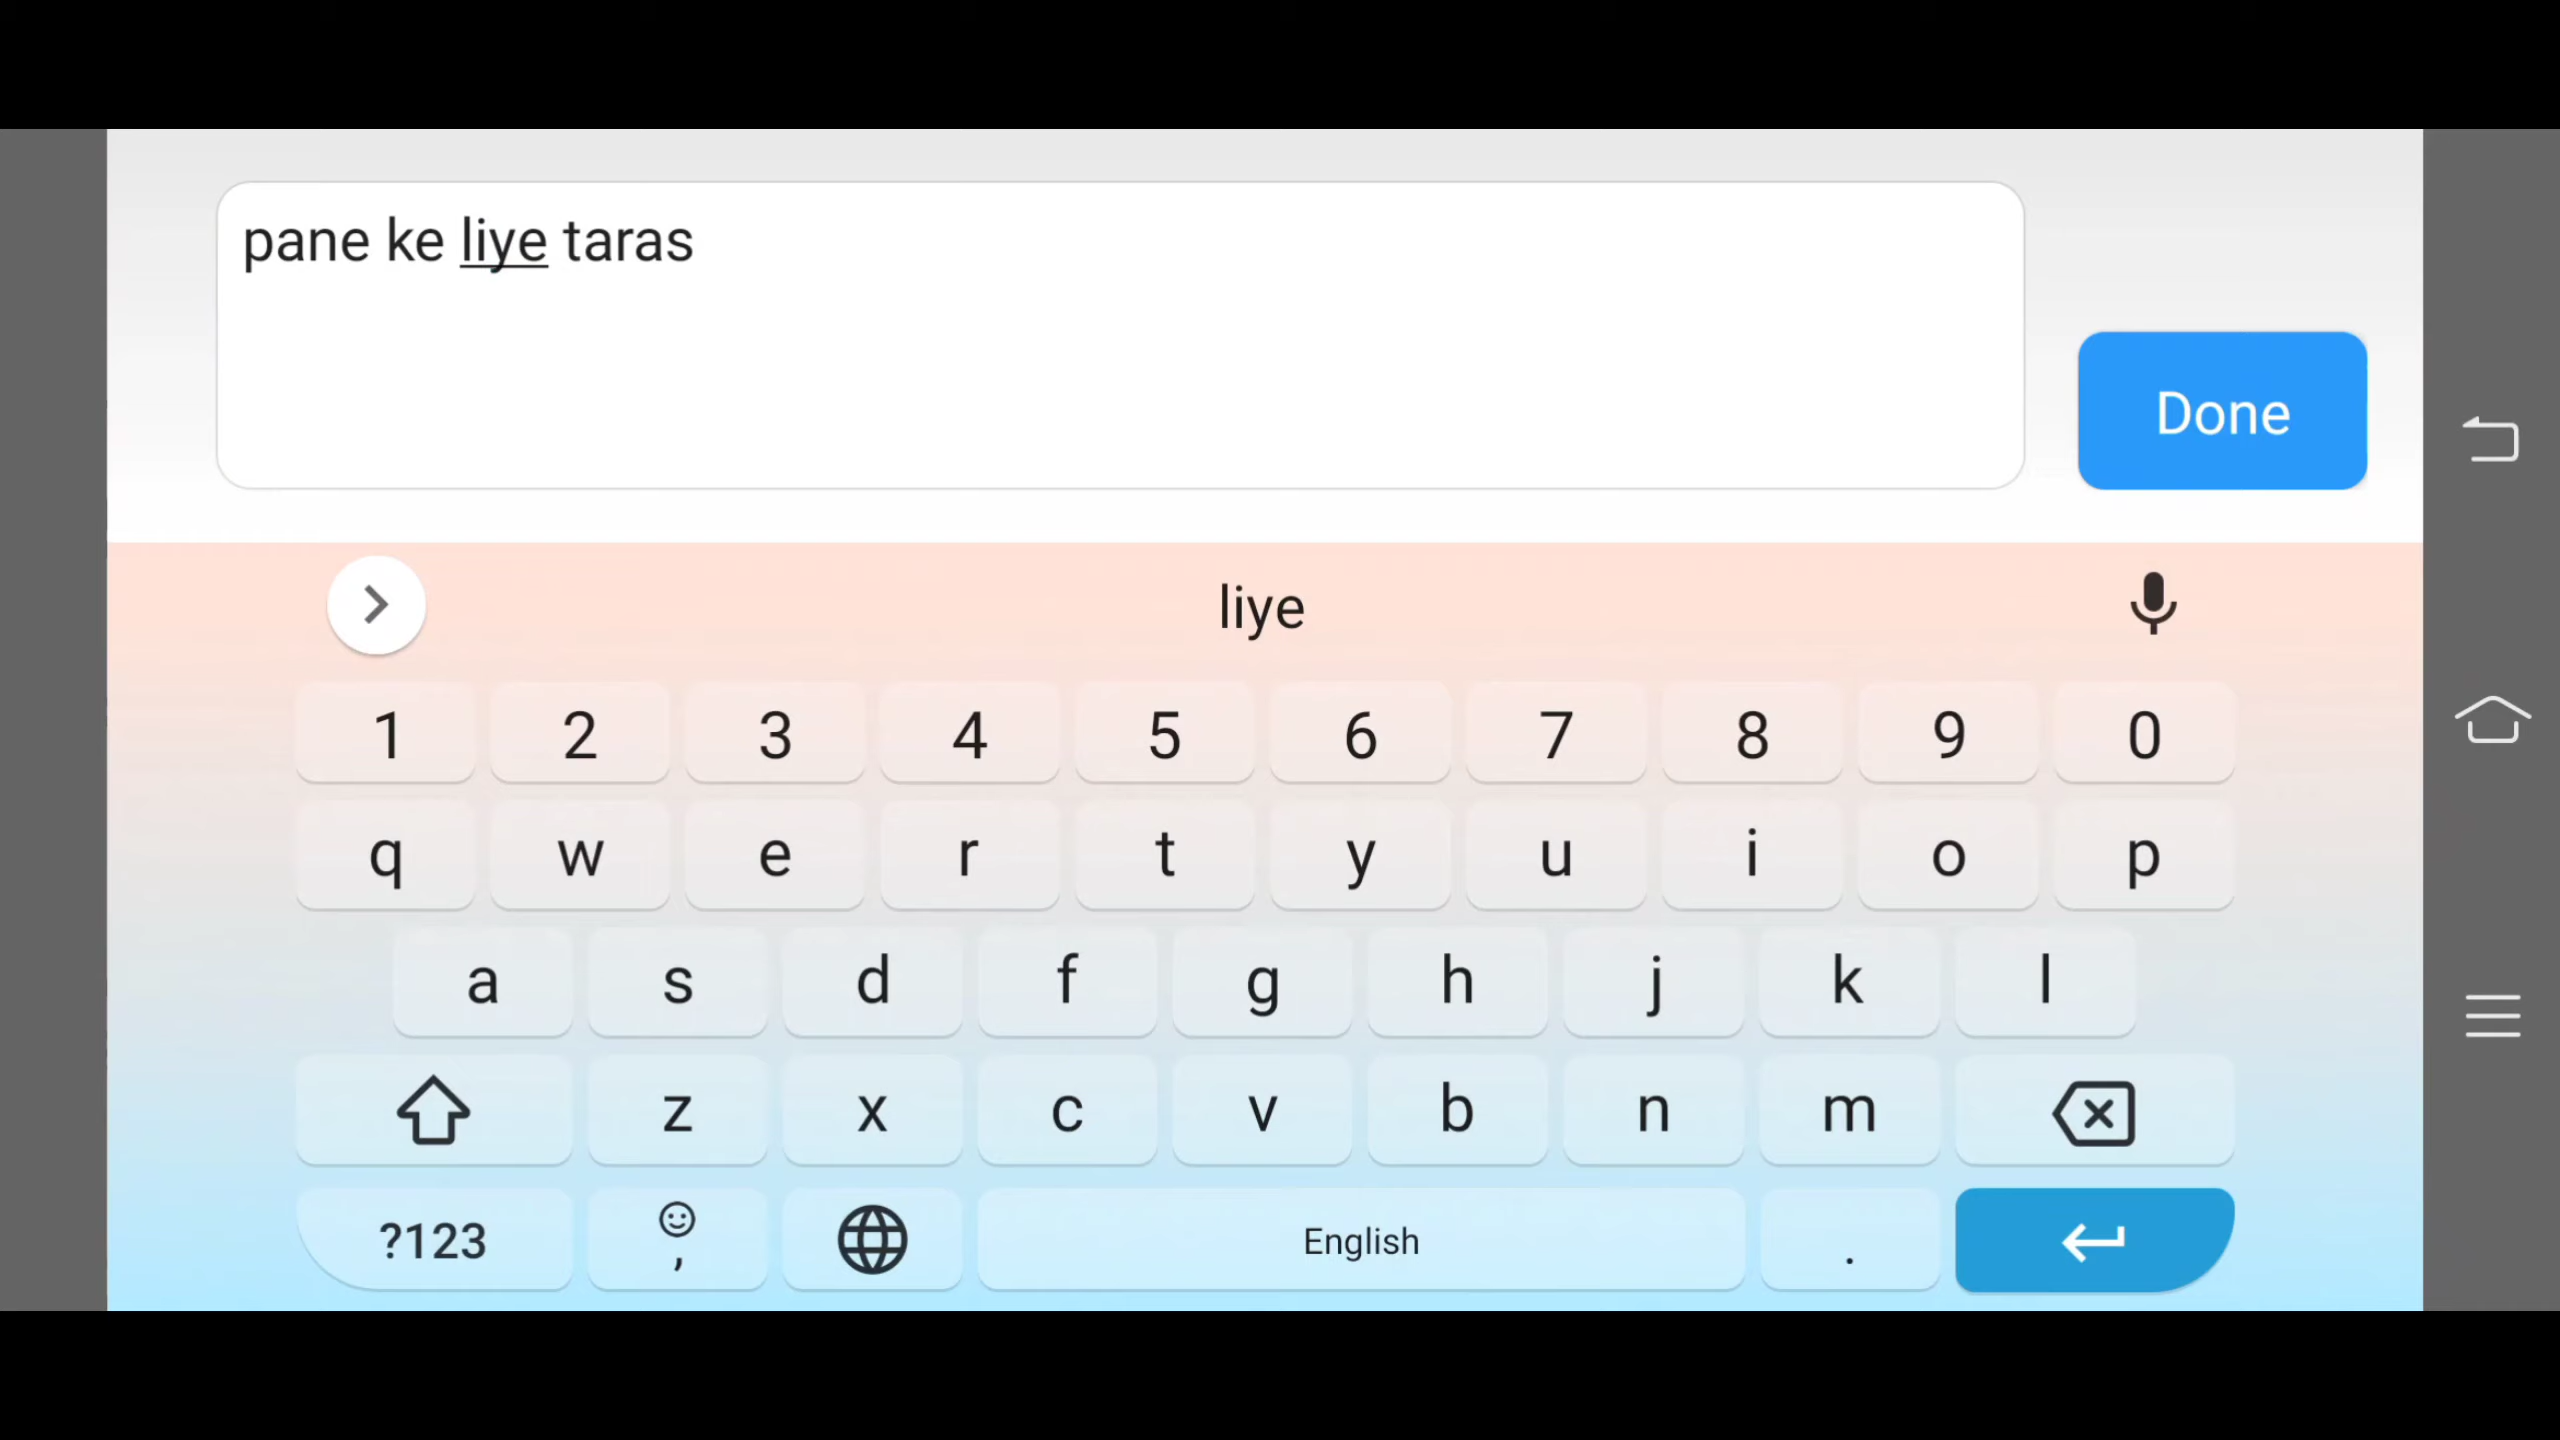 pane ke liye taras
Done
liye
1 2 3 4 5 6 7 8 9 0
q w e r t y u i o p
a s d f g h j k l
z x c v b n m
?123 , English .